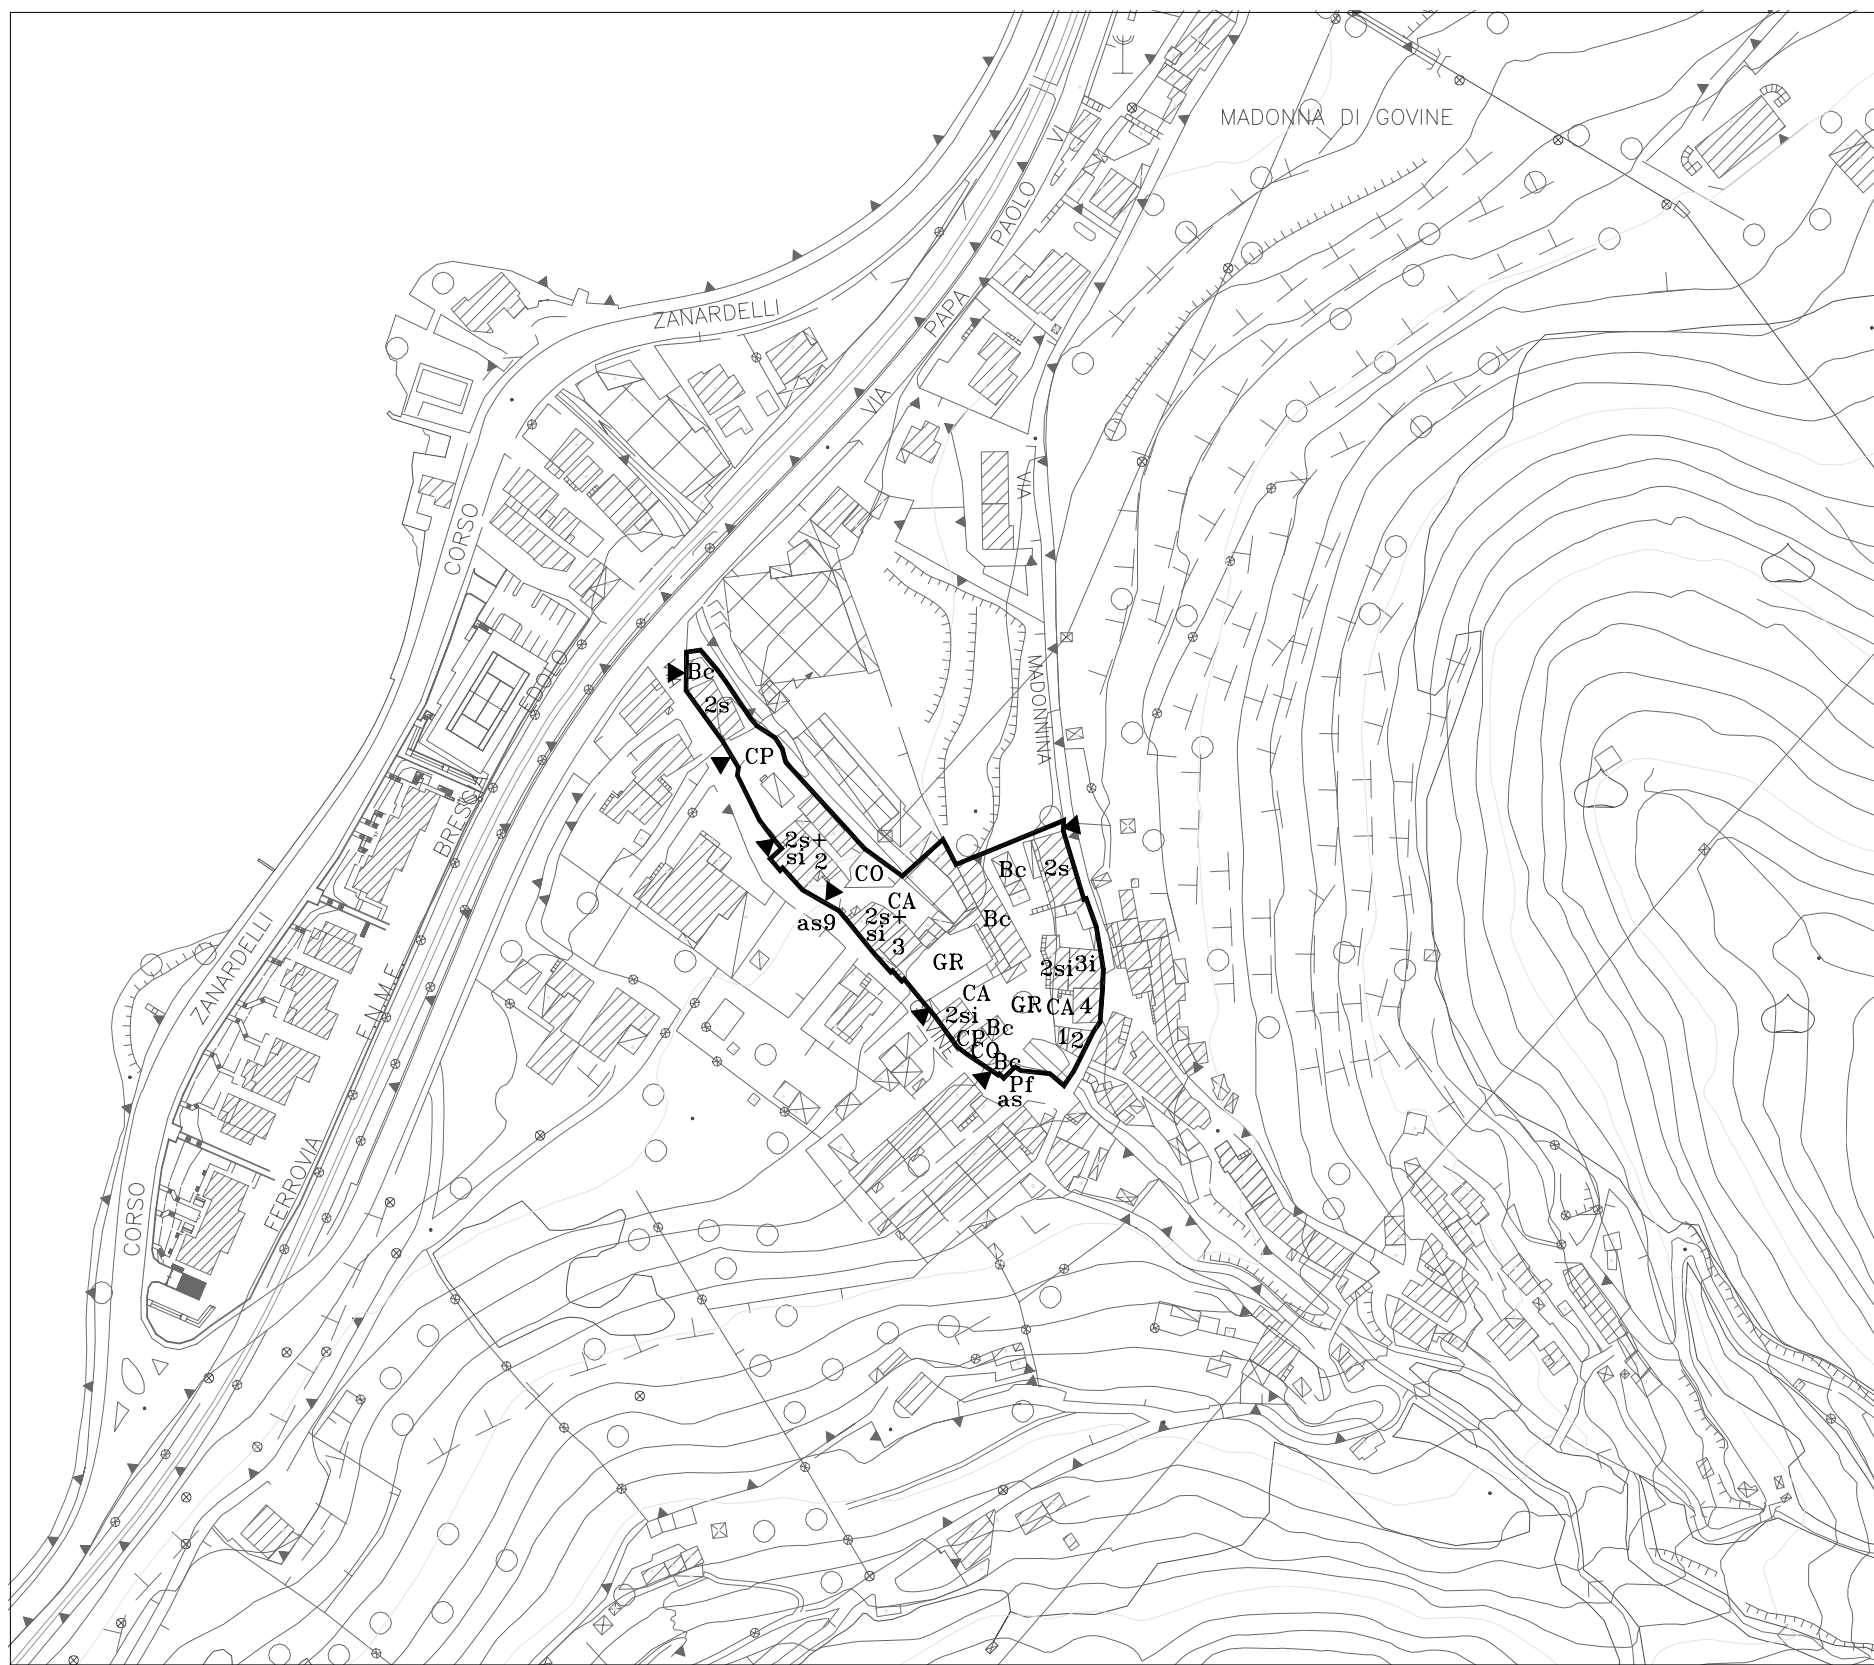 MADONNA DI GOVINE
VIA PAPA PAOLO VI
CORSO ZANARDELLI
VIA MADONNINA
CORSO ZANARDELLI
FERROVIA F.N.M.E. BRESCIA EDOLO
Bc
2s
CP
2s+
si 2
CO
CA
2s+
si
3
as9
Bc
2s
Bc
GR
2si
3i
CA
GR
CA
4
2si
Bc
CP
CO
1
2
Bc
Pf
as